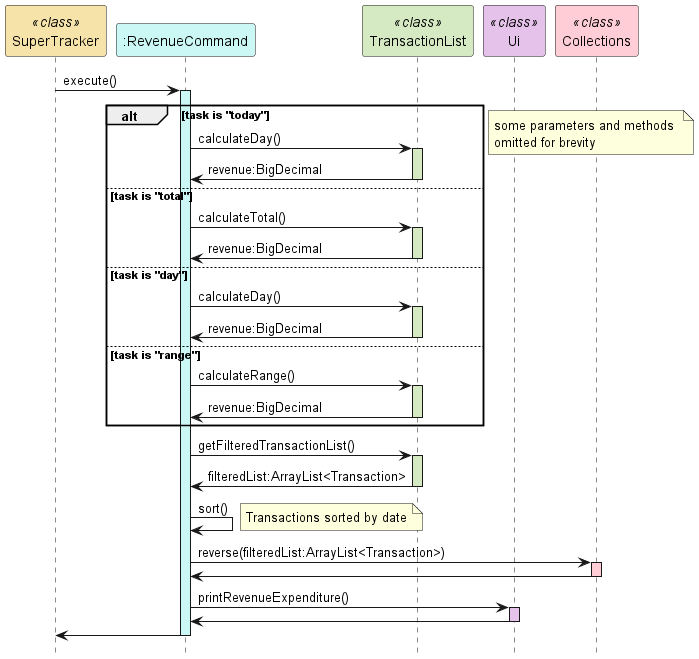 «class»
SuperTracker
:RevenueCommand
«class»
TransactionList
«class»
Ui
«class»
Collections
execute()
alt
[task is "today"]
some parameters and methods
omitted for brevity
calculateDay()
revenue:BigDecimal
[task is "total"]
calculateTotal()
revenue:BigDecimal
[task is "day"]
calculateDay()
revenue:BigDecimal
[task is "range"]
calculateRange()
revenue:BigDecimal
getFilteredTransactionList()
filteredList:ArrayList<Transaction>
sort()
Transactions sorted by date
reverse(filteredList:ArrayList<Transaction>)
printRevenueExpenditure()